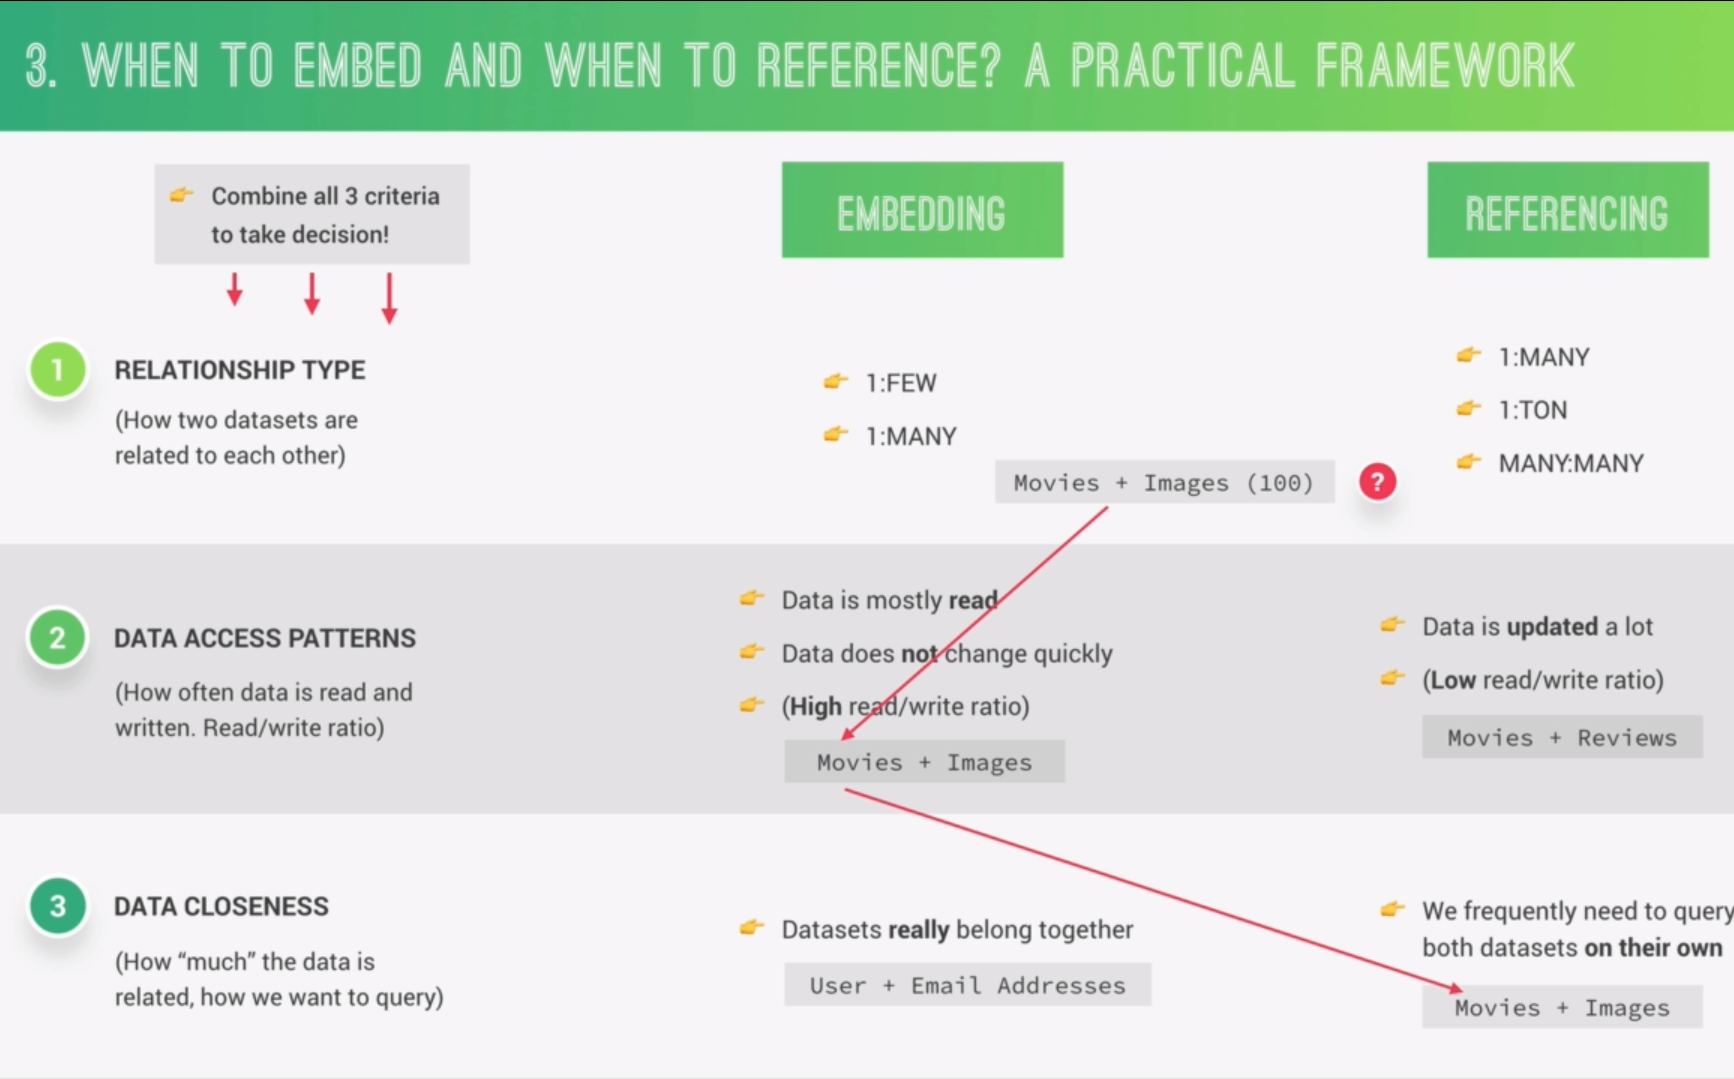 3. WHEN TO EMBED AND WHEN TO REFERENCE? A PRACTICAL FRAMEWORK
👉 Combine all 3 criteria
to take decision!
EMBEDDING
REFERENCING
1
RELATIONSHIP TYPE
(How two datasets are
related to each other)
👉 1:FEW
👉 1:MANY
Movies + Images (100)
?
👉 1:MANY
👉 1:TON
👉 MANY:MANY
2
DATA ACCESS PATTERNS
(How often data is read and
written. Read/write ratio)
👉 Data is mostly read
👉 Data does not change quickly
👉 (High read/write ratio)
Movies + Images
👉 Data is updated a lot
👉 (Low read/write ratio)
Movies + Reviews
3
DATA CLOSENESS
(How “much” the data is
related, how we want to query)
👉 Datasets really belong together
User + Email Addresses
👉 We frequently need to query
both datasets on their own
Movies + Images